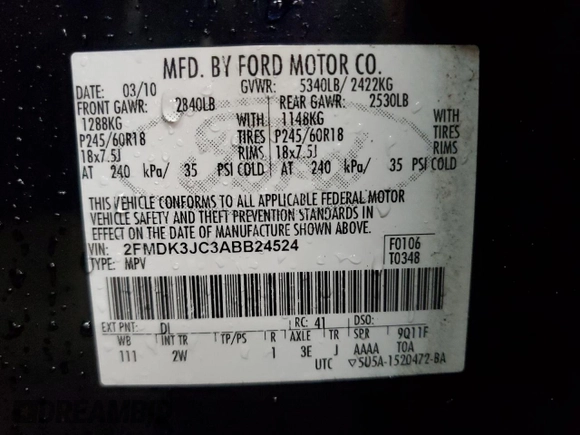 MFD. BY FORD MOTOR CO.
DATE: 03/10 GVWR: 5340LB/ 2422KG
FRONT GAWR: 2840LB REAR GAWR: 2530LB
1288KG WITH 1148KG WITH
P245/60R18 TIRES P245/60R18 TIRES
18x7.5J RIMS 18x7.5J RIMS
AT 240 kPa/ 35 PSI COLD AT 240 kPa/ 35 PSI COLD
THIS VEHICLE CONFORMS TO ALL APPLICABLE FEDERAL MOTOR
VEHICLE SAFETY AND THEFT PREVENTION STANDARDS IN
EFFECT ON THE DATE OF MANUFACTURE SHOWN ABOVE.
VIN: 2FMDK3JC3ABB24524 F0106
TYPE: MPV T0348
EXT PNT: DI RC: 41 DSO:
WB INT TR TP/PS R AXLE TR SPR 9Q11F
111 2W 1 3E J AAAA TOA
UTC ▽5U5A-1520472-BA
Ford